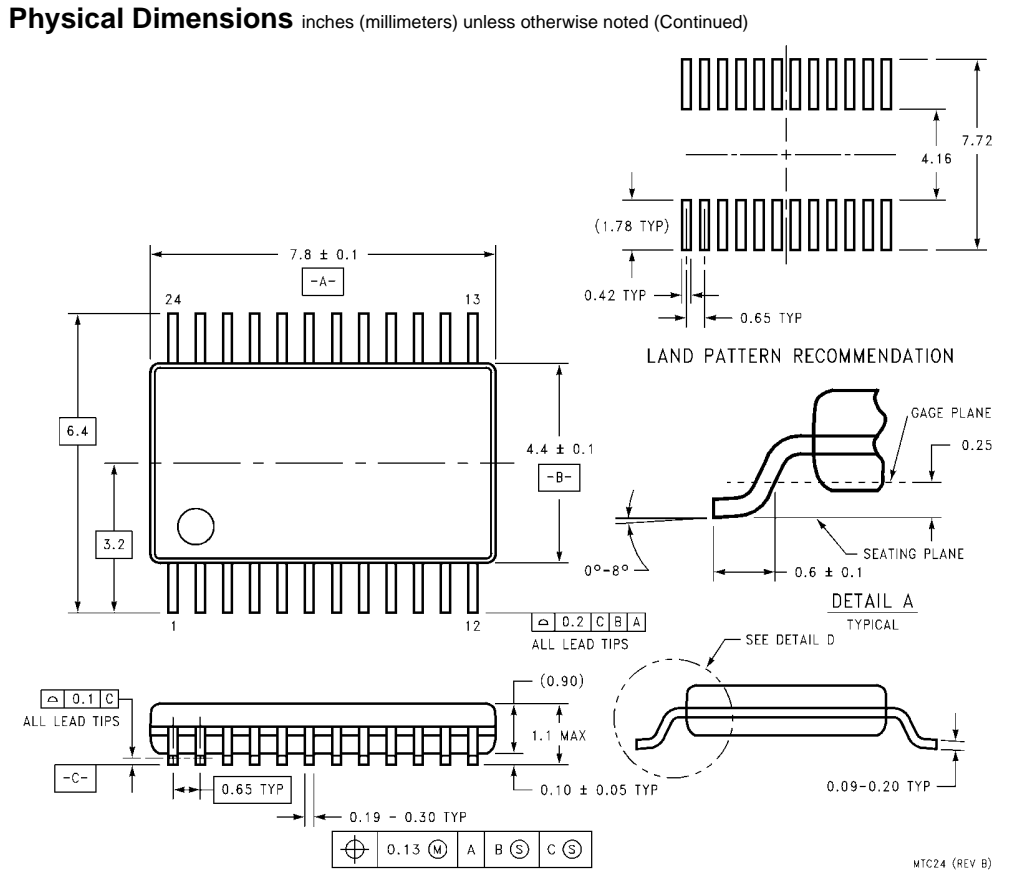 Physical Dimensions inches (millimeters) unless otherwise noted (Continued)
7.72
4.16
(1.78 TYP)
0.42 TYP
0.65 TYP
LAND PATTERN RECOMMENDATION
7.8 ± 0.1
-A-
24
13
6.4
3.2
4.4 ± 0.1
-B-
1
12
⌓ 0.2 C B A
ALL LEAD TIPS
GAGE PLANE
0.25
SEATING PLANE
0°-8°
0.6 ± 0.1
DETAIL A
TYPICAL
⌓ 0.1 C
ALL LEAD TIPS
-C-
(0.90)
1.1 MAX
0.65 TYP
0.10 ± 0.05 TYP
0.19 - 0.30 TYP
⌖ 0.13 Ⓜ A B Ⓢ C Ⓢ
SEE DETAIL D
0.09-0.20 TYP
MTC24 (REV B)